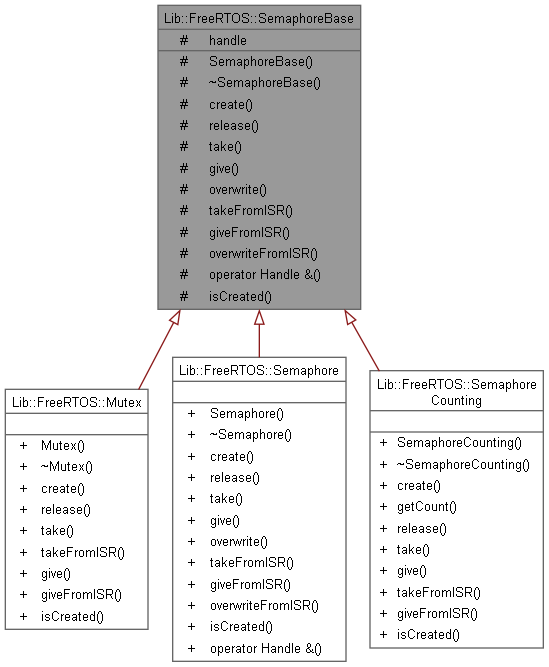 Lib::FreeRTOS::SemaphoreBase
# handle
# SemaphoreBase()
# ~SemaphoreBase()
# create()
# release()
# take()
# give()
# overwrite()
# takeFromISR()
# giveFromISR()
# overwriteFromISR()
# operator Handle &()
# isCreated()
Lib::FreeRTOS::Mutex
+ Mutex()
+ ~Mutex()
+ create()
+ release()
+ take()
+ takeFromISR()
+ give()
+ giveFromISR()
+ isCreated()
Lib::FreeRTOS::Semaphore
+ Semaphore()
+ ~Semaphore()
+ create()
+ release()
+ take()
+ give()
+ overwrite()
+ takeFromISR()
+ giveFromISR()
+ overwriteFromISR()
+ isCreated()
+ operator Handle &()
Lib::FreeRTOS::Semaphore
Counting
+ SemaphoreCounting()
+ ~SemaphoreCounting()
+ create()
+ getCount()
+ release()
+ take()
+ give()
+ takeFromISR()
+ giveFromISR()
+ isCreated()